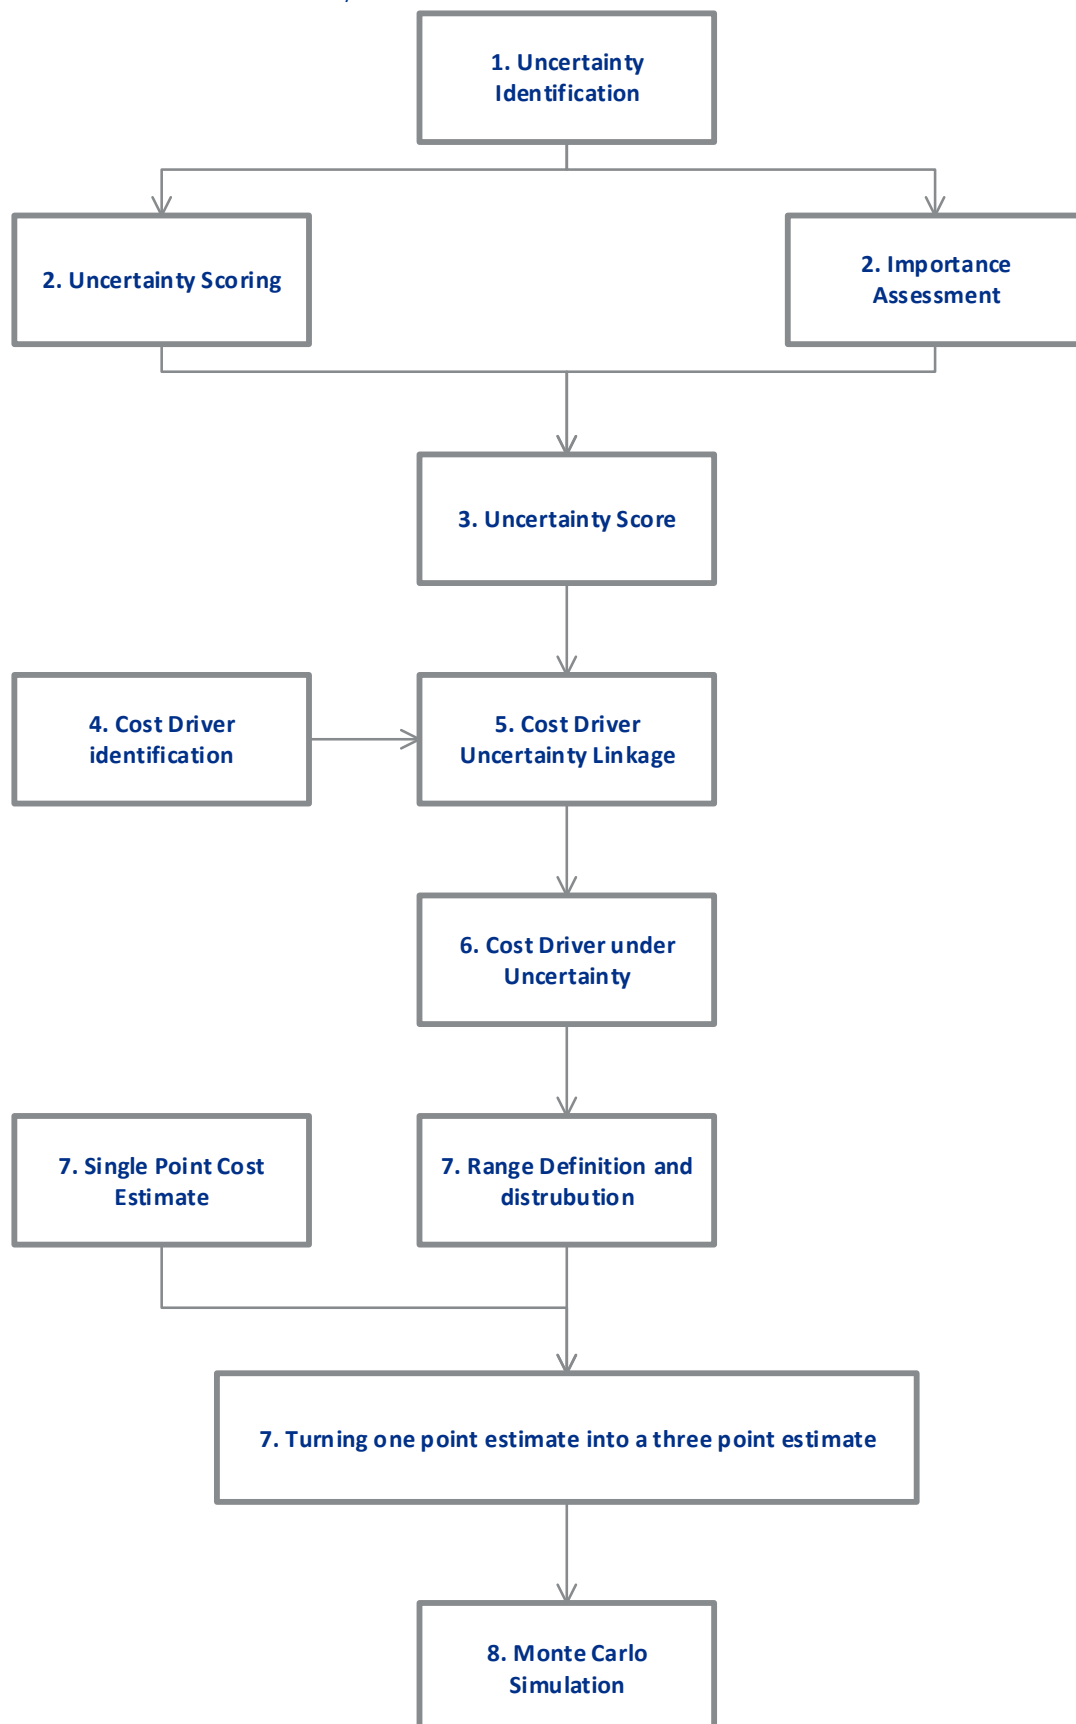 1. Uncertainty
Identification
2. Uncertainty Scoring
2. Importance
Assessment
3. Uncertainty Score
4. Cost Driver
identification
5. Cost Driver
Uncertainty Linkage
6. Cost Driver under
Uncertainty
7. Single Point Cost
Estimate
7. Range Definition and
distrubution
7. Turning one point estimate into a three point estimate
8. Monte Carlo
Simulation